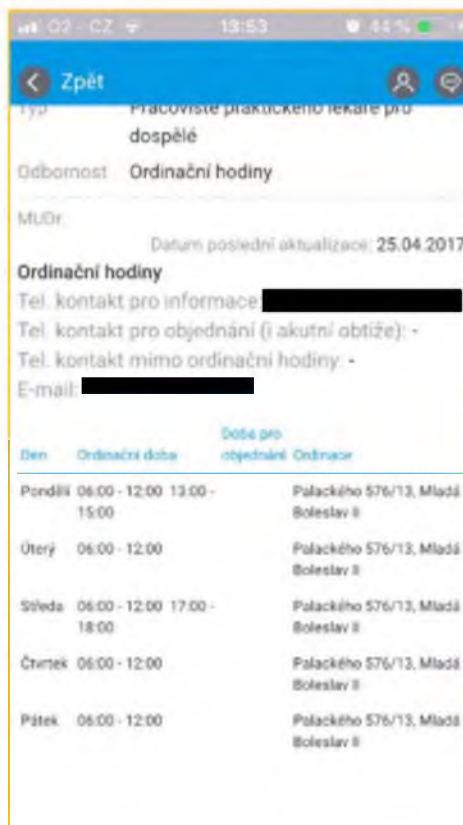 O2 - CZ 13:53 44 %
Zpět
Typ Pracoviště praktického lékaře pro
dospělé
Odbornost Ordinační hodiny
MUDr.
Datum poslední aktualizace: 25.04.2017
Ordinační hodiny
Tel. kontakt pro informace:
Tel. kontakt pro objednání (i akutní obtíže): -
Tel. kontakt mimo ordinační hodiny: -
E-mail:
Doba pro
Den Ordinační doba objednání Ordinace
Pondělí 06:00 - 12:00 13:00 - Palackého 576/13, Mladá
15:00 Boleslav II
Úterý 06:00 - 12:00 Palackého 576/13, Mladá
Boleslav II
Středa 06:00 - 12:00 17:00 - Palackého 576/13, Mladá
18:00 Boleslav II
Čtvrtek 06:00 - 12:00 Palackého 576/13, Mladá
Boleslav II
Pátek 06:00 - 12:00 Palackého 576/13, Mladá
Boleslav II